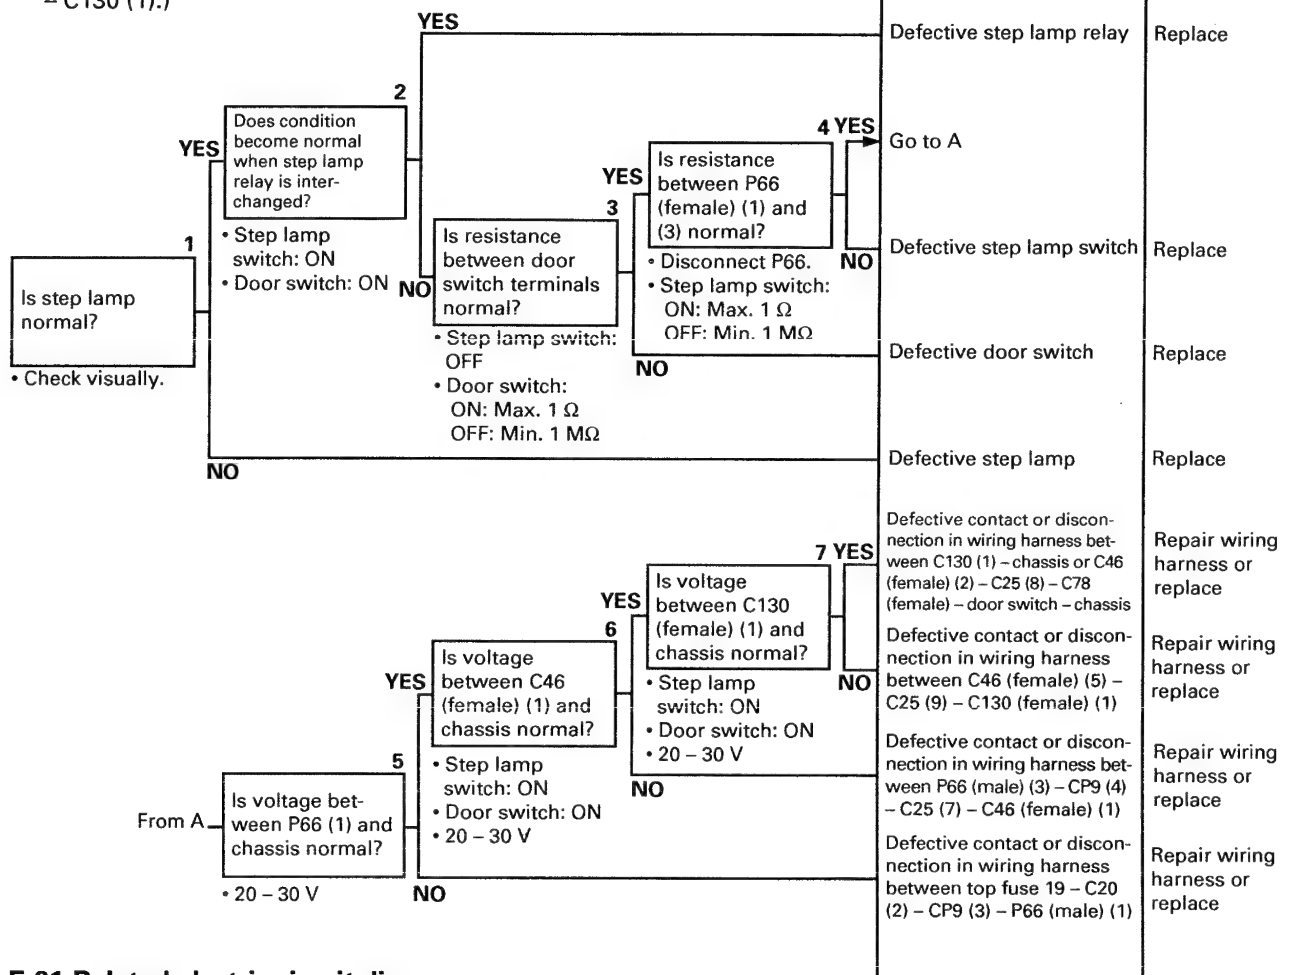 – C130 (1).)
YES
Defective step lamp relay
Replace
2
Does condition
become normal
when step lamp
relay is inter-
changed?
YES
• Step lamp
switch: ON
• Door switch: ON
NO
4 YES
Go to A
Is resistance
between P66
(female) (1) and
(3) normal?
YES
• Disconnect P66.
• Step lamp switch:
ON: Max. 1 Ω
OFF: Min. 1 MΩ
NO
Defective step lamp switch
Replace
3
Is resistance
between door
switch terminals
normal?
• Step lamp switch:
OFF
• Door switch:
ON: Max. 1 Ω
OFF: Min. 1 MΩ
NO
Defective door switch
Replace
1
Is step lamp
normal?
• Check visually.
NO
Defective step lamp
Replace
7 YES
Defective contact or discon-
nection in wiring harness bet-
ween C130 (1) – chassis or C46
(female) (2) – C25 (8) – C78
(female) – door switch – chassis
Repair wiring
harness or
replace
Is voltage
between C130
(female) (1) and
chassis normal?
YES
• Step lamp
switch: ON
• Door switch: ON
• 20 – 30 V
NO
Defective contact or discon-
nection in wiring harness
between C46 (female) (5) –
C25 (9) – C130 (female) (1)
Repair wiring
harness or
replace
6
Is voltage
between C46
(female) (1) and
chassis normal?
YES
• Step lamp
switch: ON
• Door switch: ON
• 20 – 30 V
NO
Defective contact or discon-
nection in wiring harness bet-
ween P66 (male) (3) – CP9 (4)
– C25 (7) – C46 (female) (1)
Repair wiring
harness or
replace
5
From A
Is voltage bet-
ween P66 (1) and
chassis normal?
• 20 – 30 V
NO
Defective contact or discon-
nection in wiring harness
between top fuse 19 – C20
(2) – CP9 (3) – P66 (male) (1)
Repair wiring
harness or
replace